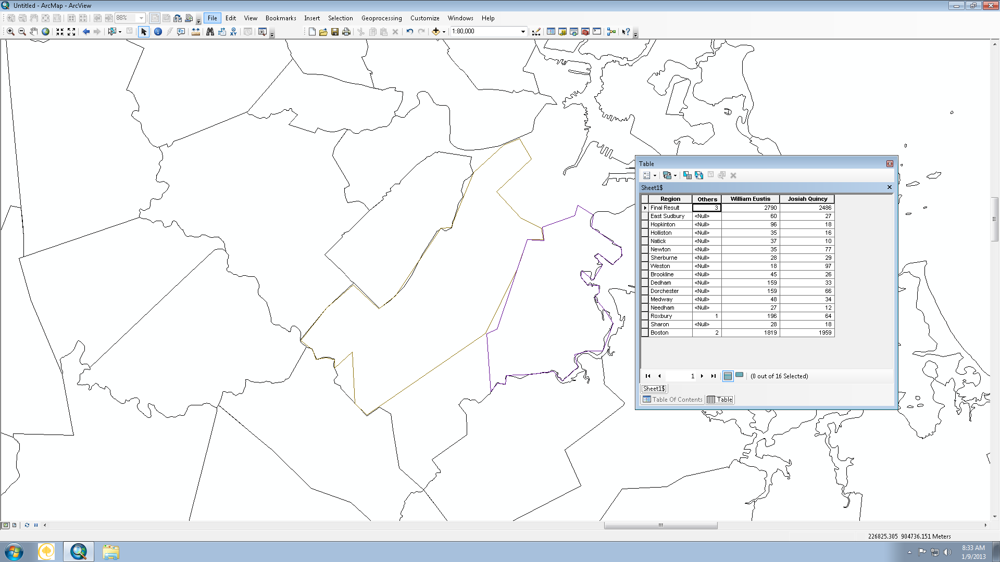 Untitled - ArcMap - ArcView
88% File Edit View Bookmarks Insert Selection Geoprocessing Customize Windows Help
1:80,000
Table
Sheet1$
Region Others William Eustis Josiah Quincy
Final Result 3 2790 2486
East Sudbury <Null> 60 27
Hopkinton <Null> 96 18
Holliston <Null> 35 16
Natick <Null> 37 10
Newton <Null> 35 77
Sherburne <Null> 28 29
Weston <Null> 18 97
Brookline <Null> 45 26
Dedham <Null> 159 33
Dorchester <Null> 159 66
Medway <Null> 48 34
Needham <Null> 27 12
Roxbury 1 196 64
Sharon <Null> 28 18
Boston 2 1819 1959
1 (0 out of 16 Selected)
Sheet1$
Table Of Contents Table
226825.305 904736.151 Meters
8:33 AM
1/9/2013